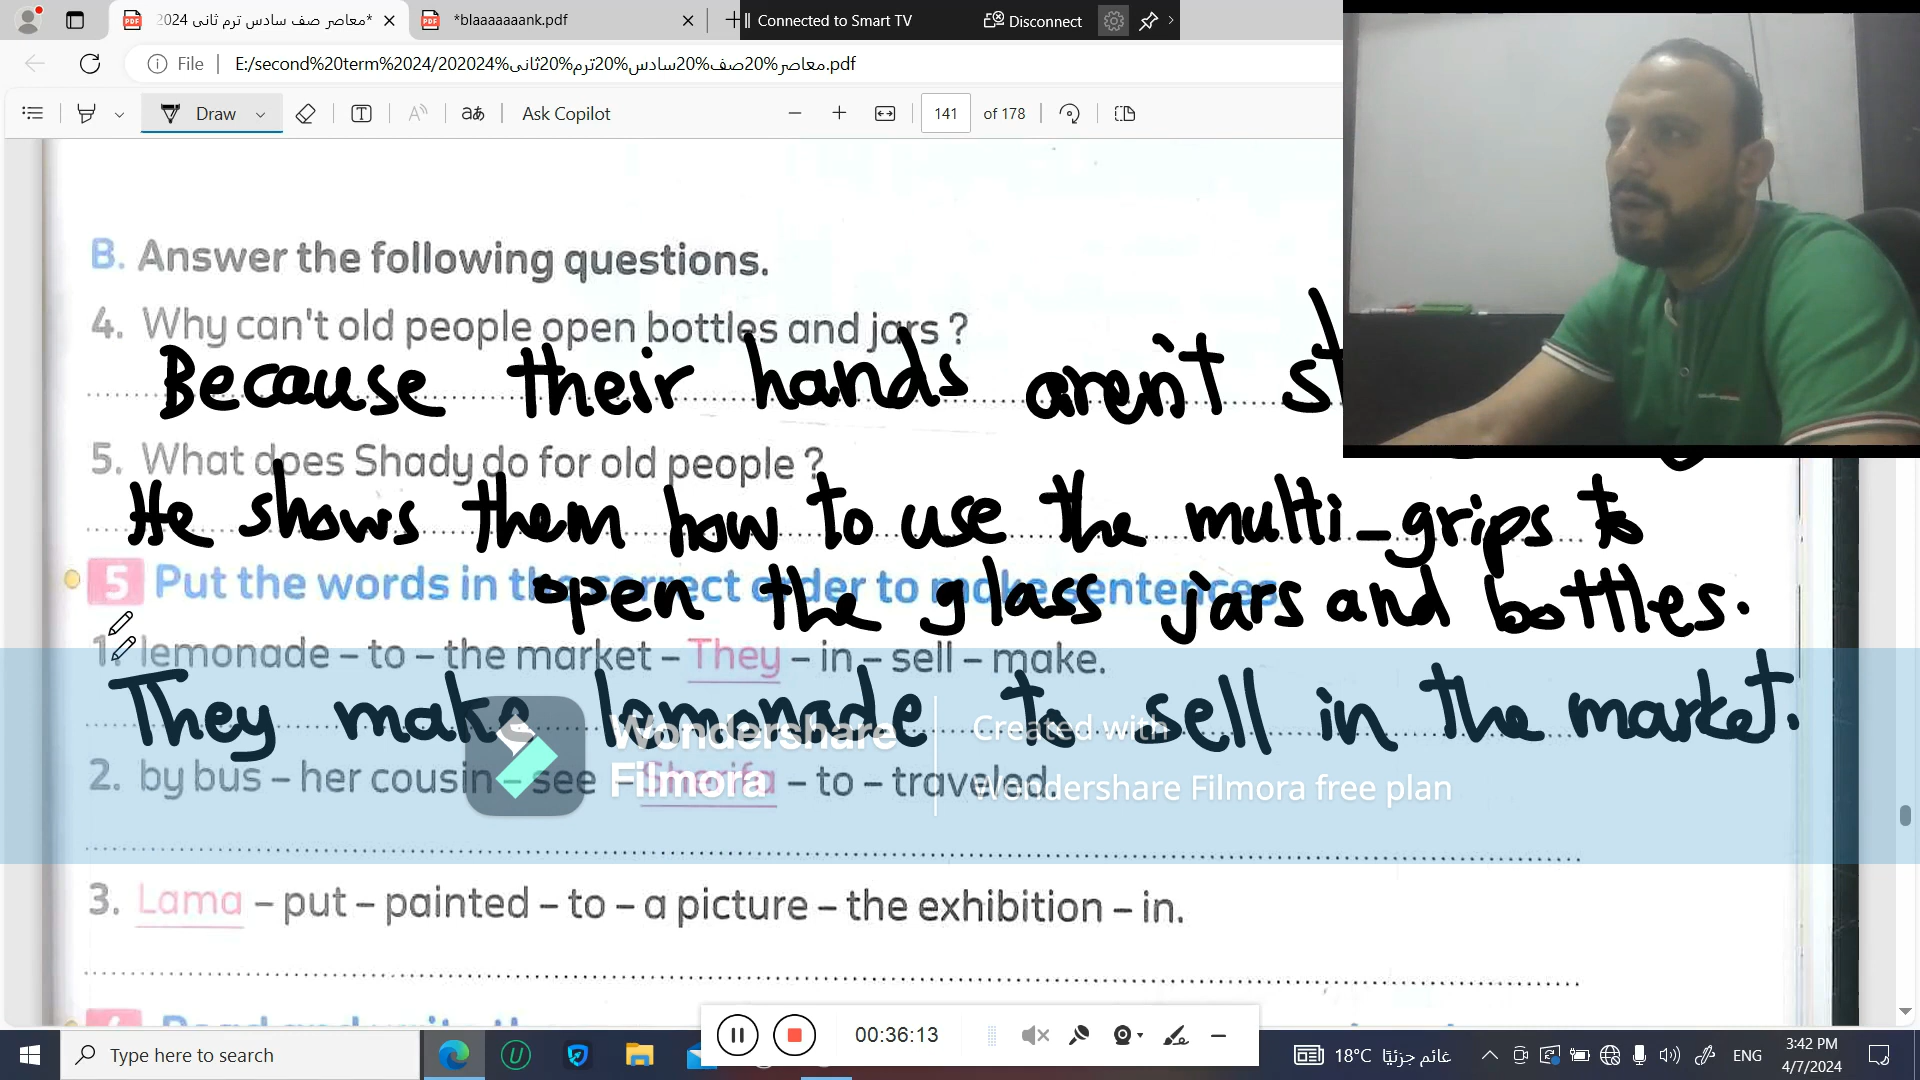 معاصر صف سادس ترم ثانى 2024*
*blaaaaaaank.pdf
Connected to Smart TV
Disconnect
File
E:/second%20term%2024/202024%معاصر%20صف%20سادس%20ترم%20ثانى.pdf
Draw
Ask Copilot
141
of 178
B. Answer the following questions.
4. Why can't old people open bottles and jars ?
Because their hands aren't st
5. What does Shady do for old people ?
He shows them how to use the multi-grips to
5 Put the words in the correct order to make sentences
open the glass jars and bottles.
1. lemonade – to – the market – They – in – sell – make.
They make lemonade to sell in the market.
Wondershare Filmora
Created with
Wondershare Filmora free plan
2. by bus – her cousin – see – Sherifa – to – traveled.
3. Lama – put – painted – to – a picture – the exhibition – in.
00:36:13
Type here to search
18°C غائم جزئيًا
ENG
3:42 PM
4/7/2024